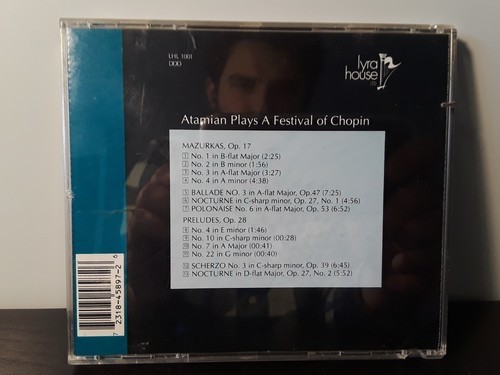 LHL 1001
DDD
lyra
house
Atamian Plays A Festival of Chopin
MAZURKAS, Op. 17
1 No. 1 in B-flat Major (2:25)
2 No. 2 in B minor (1:56)
3 No. 3 in A-flat Major (3:27)
4 No. 4 in A minor (4:38)
5 BALLADE NO. 3 in A-flat Major, Op.47 (7:25)
6 NOCTURNE in C-sharp minor, Op. 27, No. 1 (4:56)
7 POLONAISE No. 6 in A-flat Major, Op. 53 (6:52)
PRELUDES, Op. 28
8 No. 4 in E minor (1:46)
9 No. 10 in C-sharp minor (00:28)
10 No. 7 in A Major (00:41)
11 No. 22 in G minor (00:40)
12 SCHERZO No. 3 in C-sharp minor, Op. 39 (6:45)
13 NOCTURNE in D-flat Major, Op. 27, No. 2 (5:52)
7 2318-45897-2 6